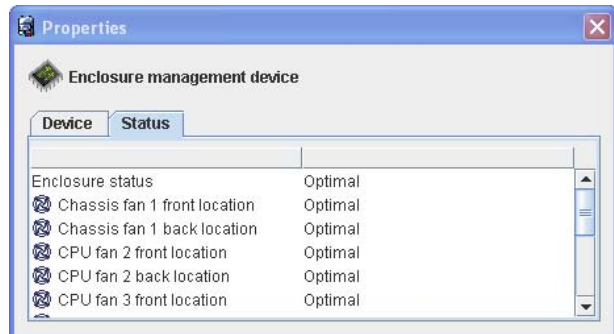 Properties
Enclosure management device
Device Status
Enclosure status Optimal
Chassis fan 1 front location Optimal
Chassis fan 1 back location Optimal
CPU fan 2 front location Optimal
CPU fan 2 back location Optimal
CPU fan 3 front location Optimal